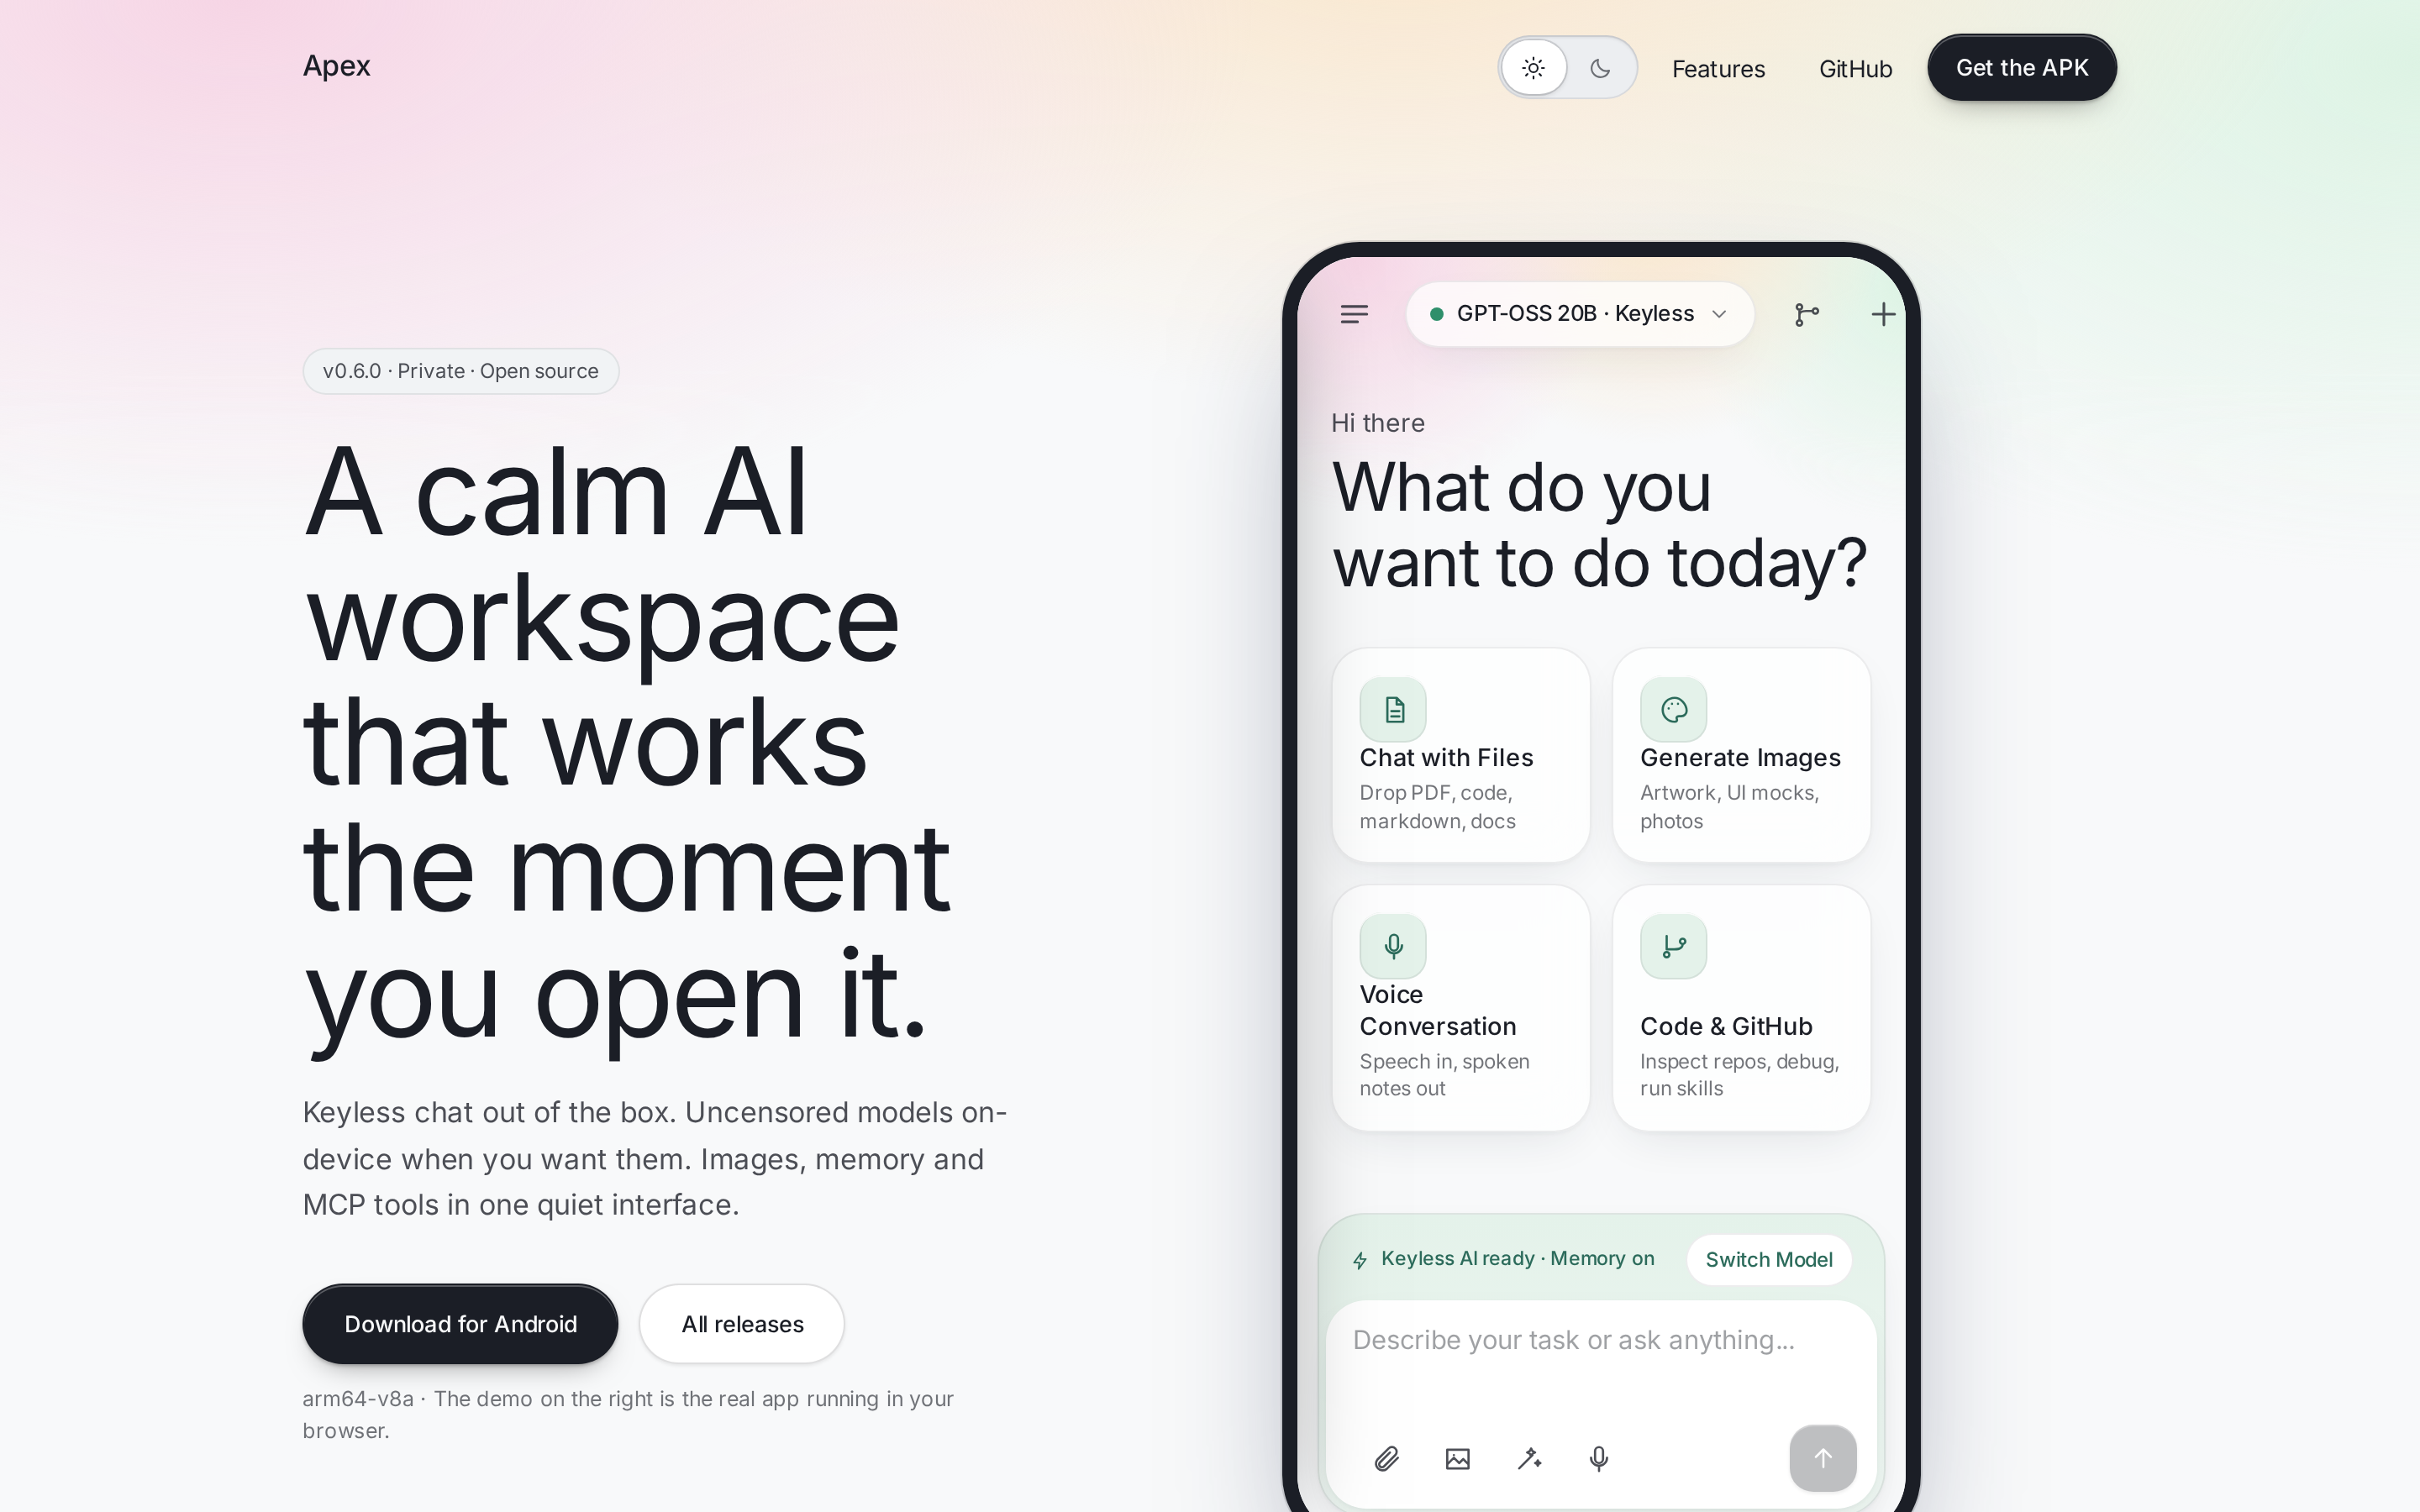 Apex
Features
GitHub
Get the APK
v0.6.0 · Private · Open source
A calm AI
workspace
that works
the moment
you open it.
Keyless chat out of the box. Uncensored models on-
device when you want them. Images, memory and
MCP tools in one quiet interface.
Download for Android
All releases
arm64-v8a · The demo on the right is the real app running in your
browser.
GPT-OSS 20B · Keyless
Hi there
What do you
want to do today?
Chat with Files
Drop PDF, code,
markdown, docs
Generate Images
Artwork, UI mocks,
photos
Voice
Conversation
Speech in, spoken
notes out
Code & GitHub
Inspect repos, debug,
run skills
Keyless AI ready · Memory on
Switch Model
Describe your task or ask anything...